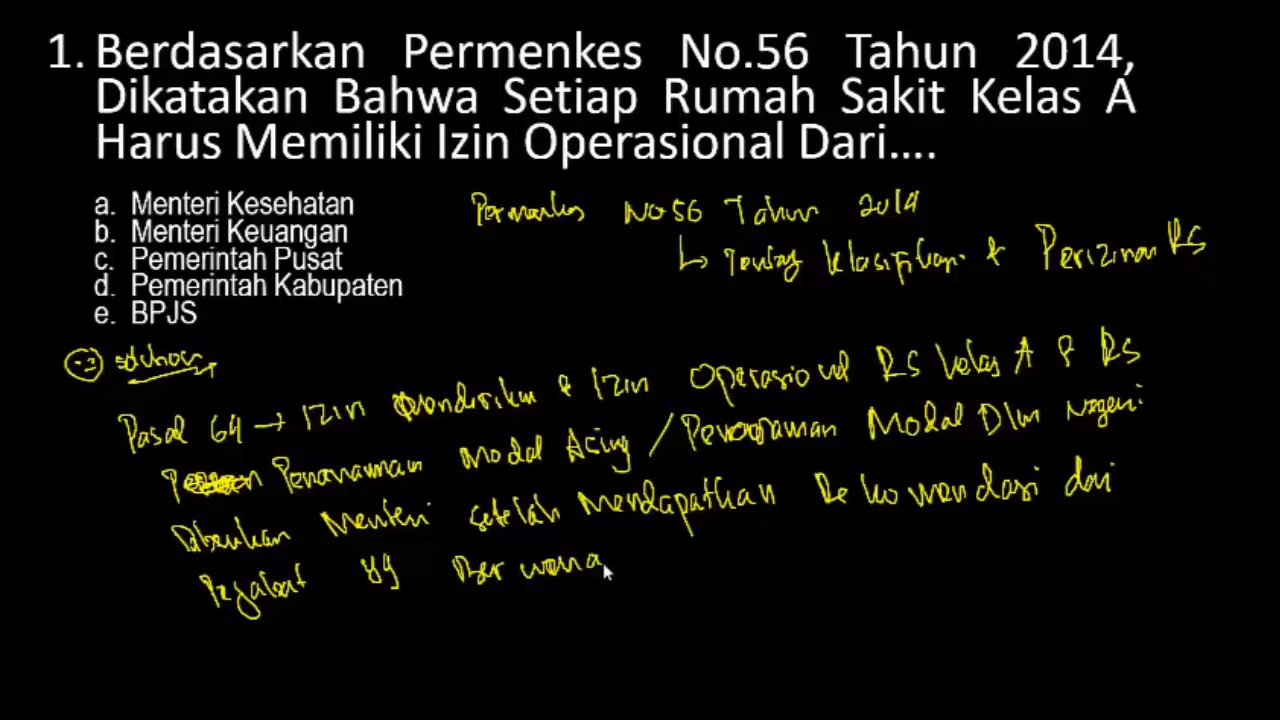 1. Berdasarkan Permenkes No.56 Tahun 2014,
Dikatakan Bahwa Setiap Rumah Sakit Kelas A
Harus Memiliki Izin Operasional Dari....
a. Menteri Kesehatan
b. Menteri Keuangan
c. Pemerintah Pusat
d. Pemerintah Kabupaten
e. BPJS
Permenkes No 56 Tahun 2014
↳ Tentang klasifikasi & Perizinan RS
Pasal 64 → Izin & Izin Operasional RS kelas A & RS
Penanaman Modal Asing / Penanaman Modal Dlm Negeri
Diberikan Menteri setelah Mendapatkan Rekomendasi dari
Pejabat yg Ber wena